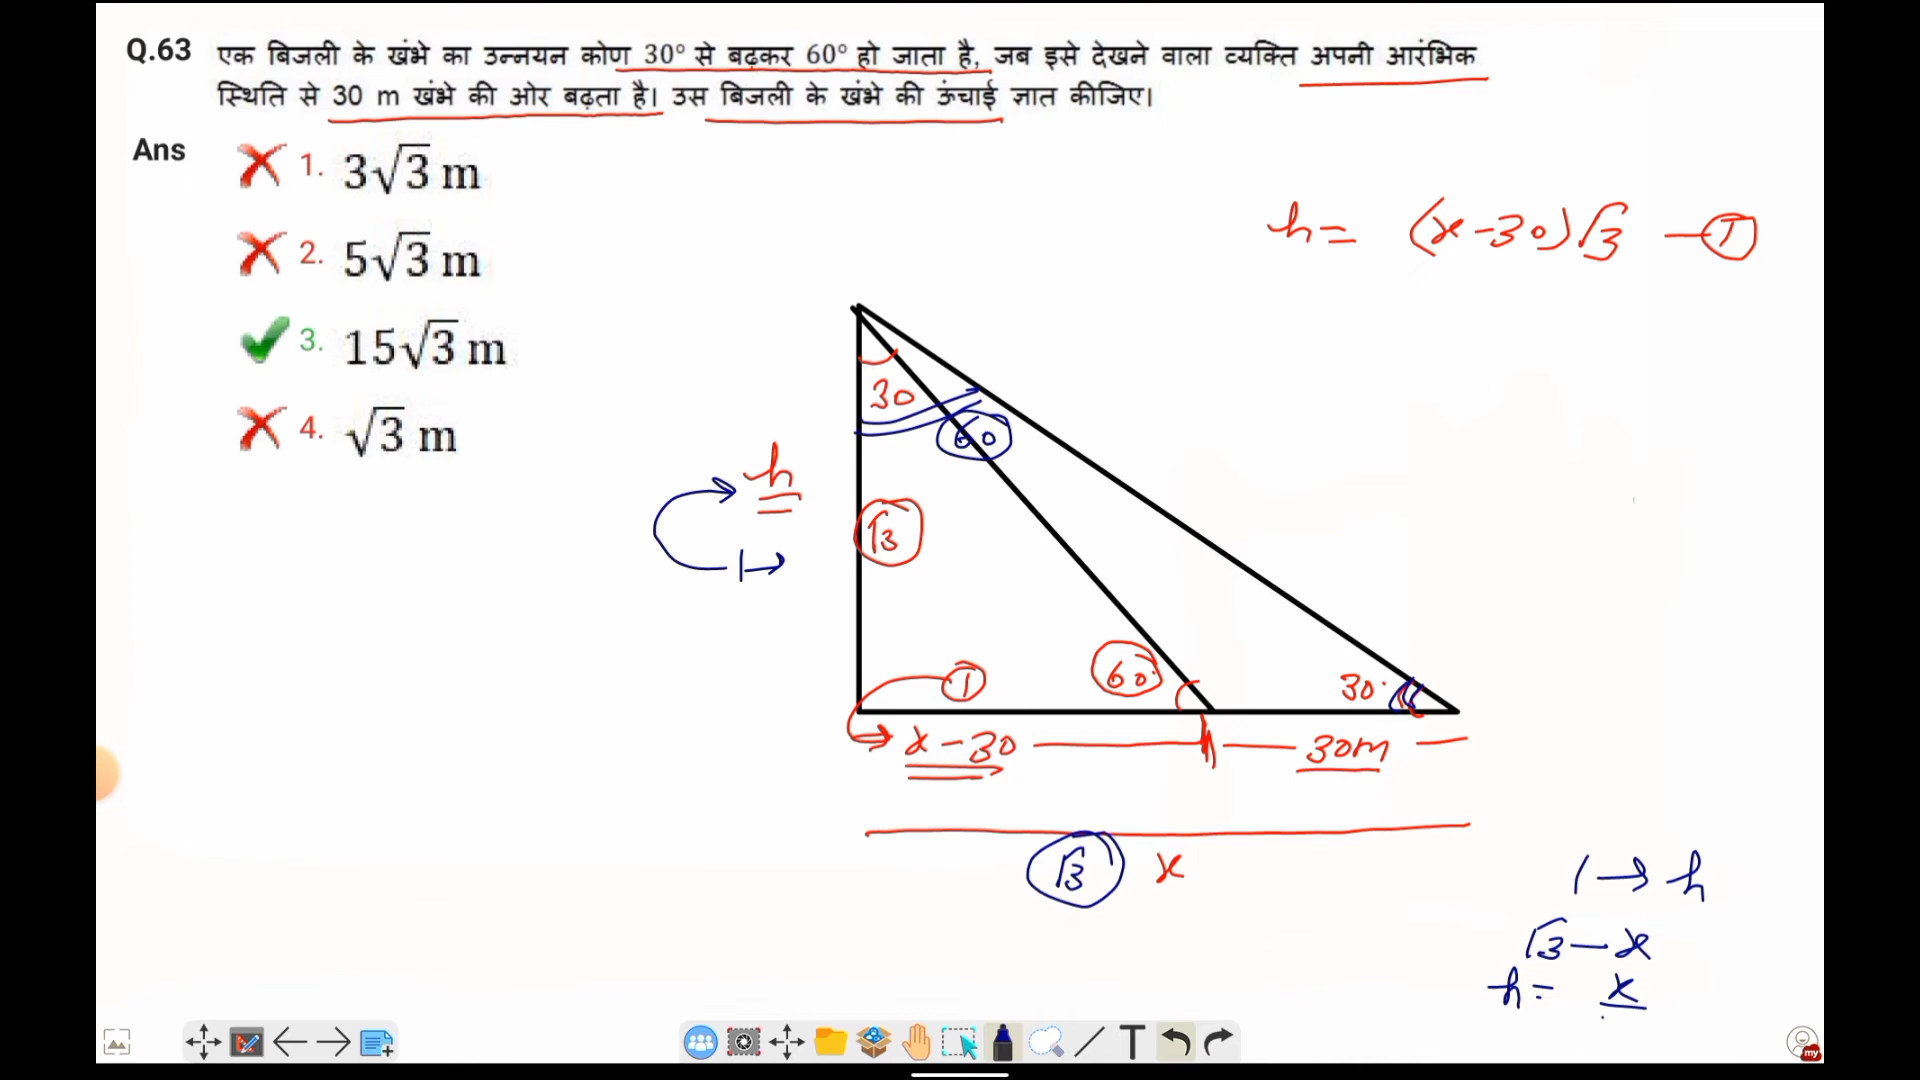 Q.63 एक बिजली के खंभे का उन्नयन कोण 30° से बढ़कर 60° हो जाता है, जब इसे देखने वाला व्यक्ति अपनी आरंभिक
स्थिति से 30 m खंभे की ओर बढ़ता है। उस बिजली के खंभे की ऊंचाई ज्ञात कीजिए।
Ans
1. 3√3 m
2. 5√3 m
3. 15√3 m
4. √3 m
h = (x-30)√3 — ①
30
60
h
√3
1→
①
60°
30°
x - 30
30m
√3 x
1 → h
√3 — x
h = x
T
my